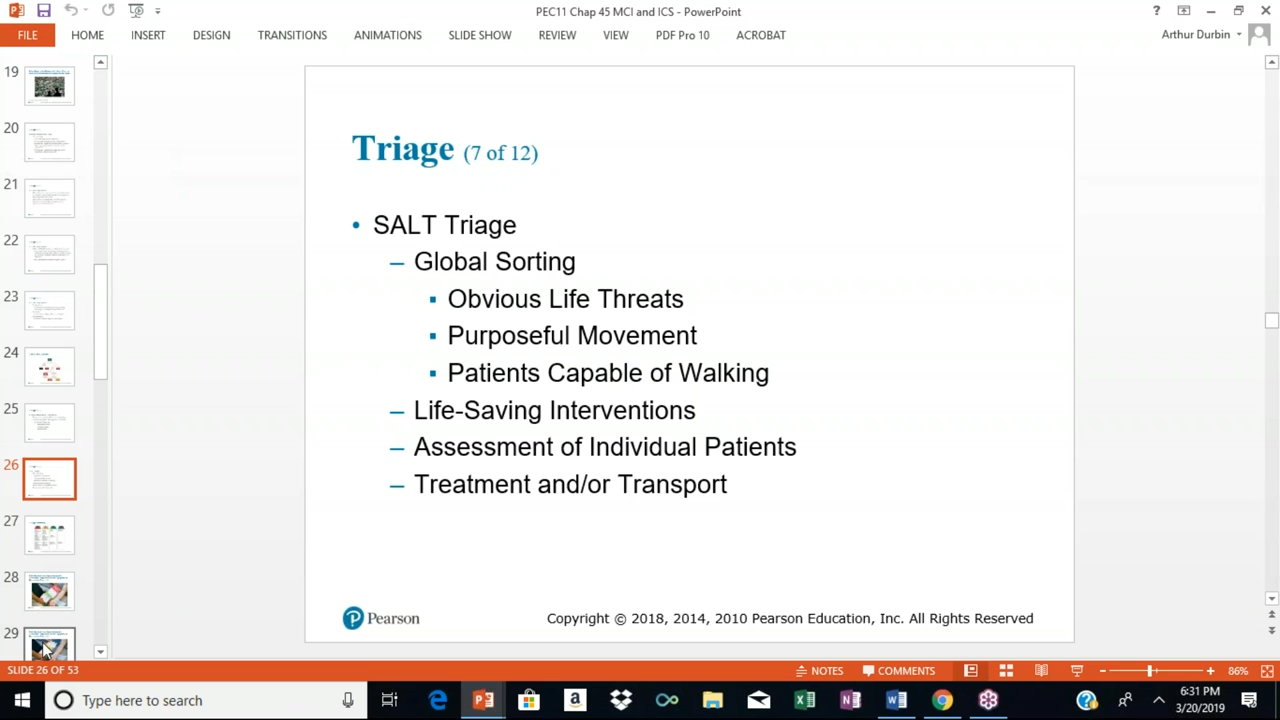 PEC11 Chap 45 MCI and ICS - PowerPoint
?
FILE HOME INSERT DESIGN TRANSITIONS ANIMATIONS SLIDE SHOW REVIEW VIEW PDF Pro 10 ACROBAT
Arthur Durbin
19
20
21
22
23
24
25
26
27
28
29
Triage (7 of 12)
• SALT Triage
– Global Sorting
▪ Obvious Life Threats
▪ Purposeful Movement
▪ Patients Capable of Walking
– Life-Saving Interventions
– Assessment of Individual Patients
– Treatment and/or Transport
Pearson
Copyright © 2018, 2014, 2010 Pearson Education, Inc. All Rights Reserved
SLIDE 26 OF 53
NOTES
COMMENTS
86%
Type here to search
6:31 PM
3/20/2019